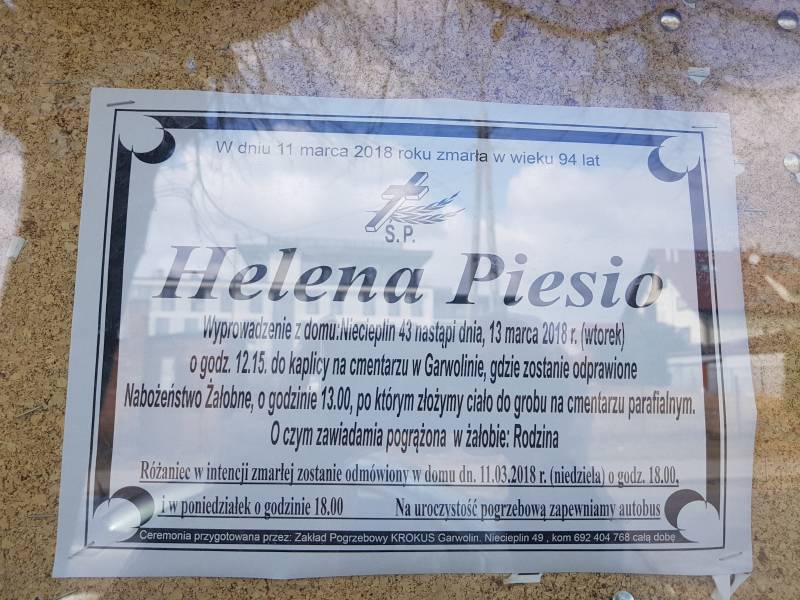 W dniu 11 marca 2018 roku zmarła w wieku 94 lat
Ś.P.
Helena Piesio
Wyprowadzenie z domu:Niecieplin 43 nastąpi dnia, 13 marca 2018 r. (wtorek)
o godz. 12.15. do kaplicy na cmentarzu w Garwolinie, gdzie zostanie odprawione
Nabożeństwo Żałobne, o godzinie 13.00, po którym złożymy ciało do grobu na cmentarzu parafialnym.
O czym zawiadamia pogrążona w żałobie: Rodzina
Różaniec w intencji zmarłej zostanie odmówiony w domu dn. 11.03.2018 r. (niedziela) o godz. 18.00,
i w poniedziałek o godzinie 18.00 Na uroczystość pogrzebową zapewniamy autobus
Ceremonia przygotowana przez: Zakład Pogrzebowy KROKUS Garwolin. Niecieplin 49 , kom 692 404 768 całą dobę